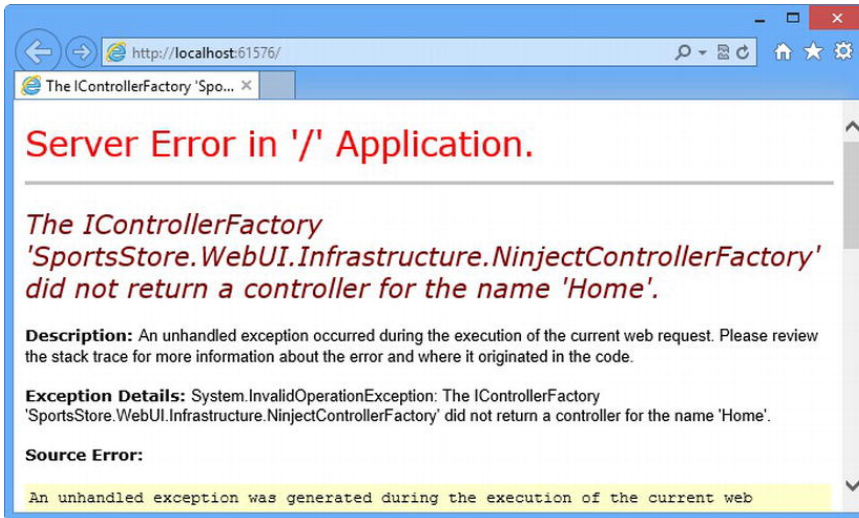 http://localhost:61576/
The IControllerFactory 'Spo...
Server Error in '/' Application.
The IControllerFactory
'SportsStore.WebUI.Infrastructure.NinjectControllerFactory'
did not return a controller for the name 'Home'.
Description: An unhandled exception occurred during the execution of the current web request. Please review
the stack trace for more information about the error and where it originated in the code.
Exception Details: System.InvalidOperationException: The IControllerFactory
'SportsStore.WebUI.Infrastructure.NinjectControllerFactory' did not return a controller for the name 'Home'.
Source Error:
An unhandled exception was generated during the execution of the current web